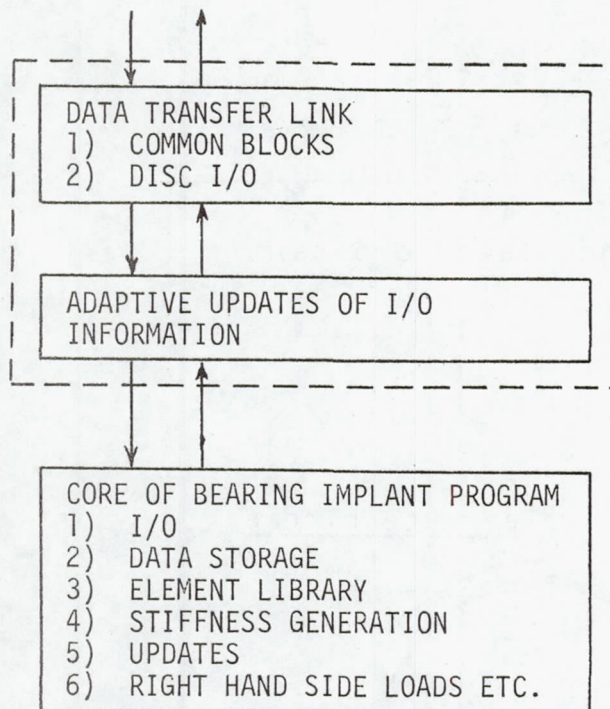 DATA TRANSFER LINK
1) COMMON BLOCKS
2) DISC I/O
ADAPTIVE UPDATES OF I/O
INFORMATION
CORE OF BEARING IMPLANT PROGRAM
1) I/O
2) DATA STORAGE
3) ELEMENT LIBRARY
4) STIFFNESS GENERATION
5) UPDATES
6) RIGHT HAND SIDE LOADS ETC.